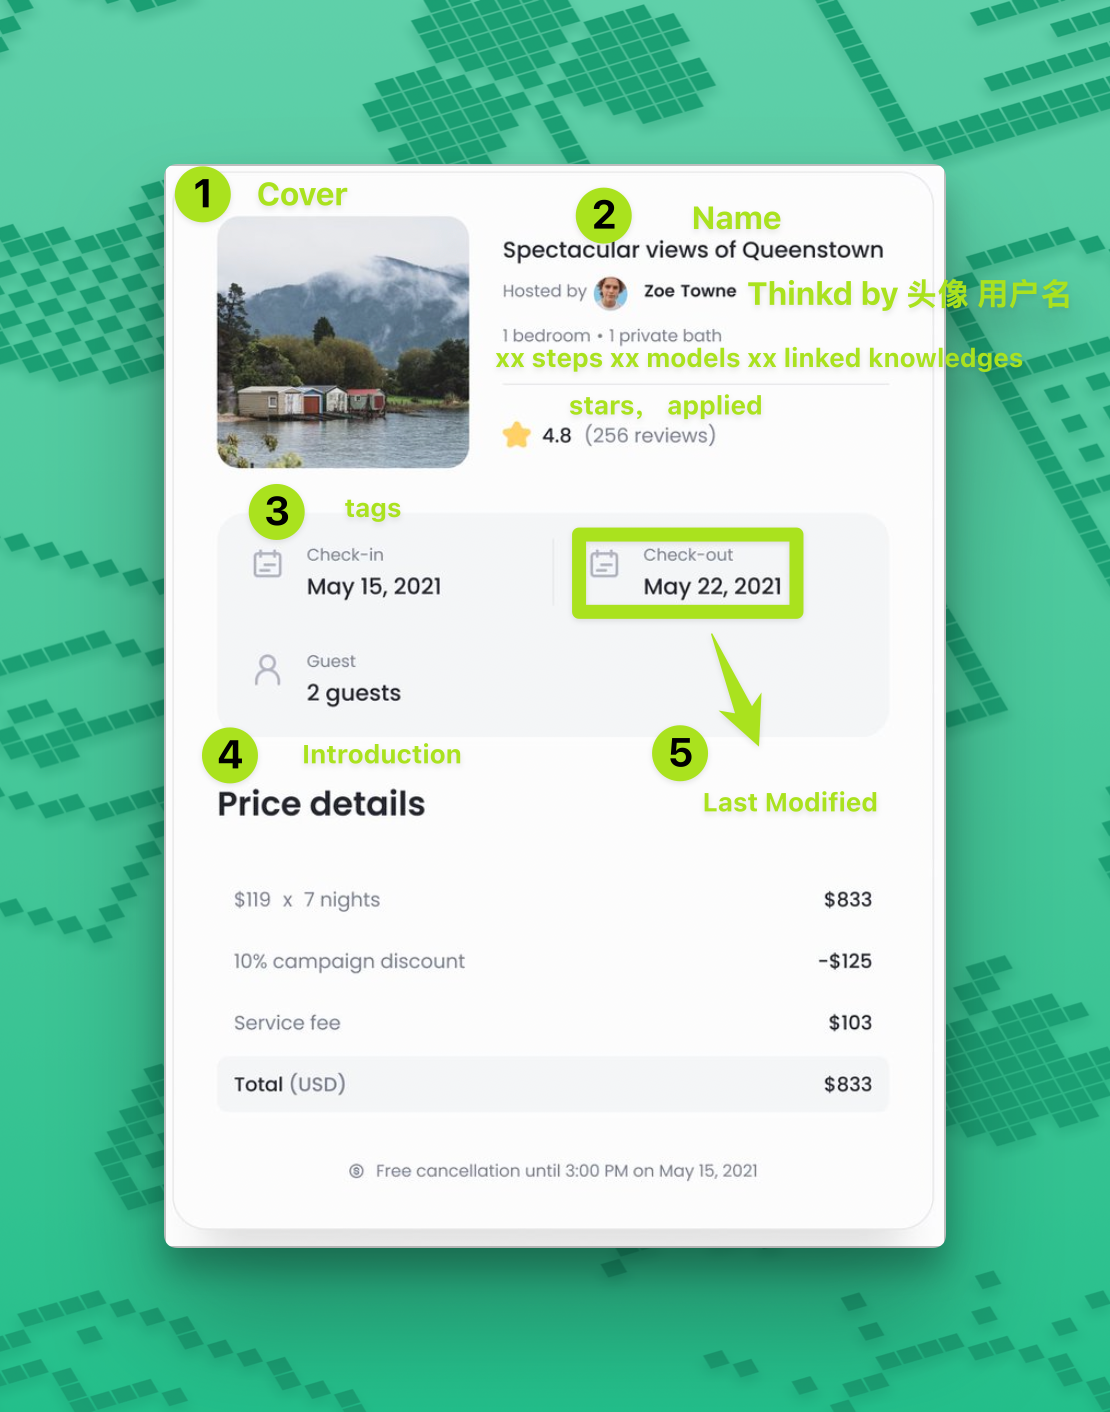 1 Cover
2 Name
Spectacular views of Queenstown
Hosted by Zoe Towne Thinkd by 头像 用户名
1 bedroom • 1 private bath
xx steps xx models xx linked knowledges
stars, applied
4.8 (256 reviews)
3 tags
Check-in
May 15, 2021
Check-out
May 22, 2021
Guest
2 guests
4 Introduction
5
Price details
Last Modified
$119 x 7 nights $833
10% campaign discount -$125
Service fee $103
Total (USD) $833
Free cancellation until 3:00 PM on May 15, 2021